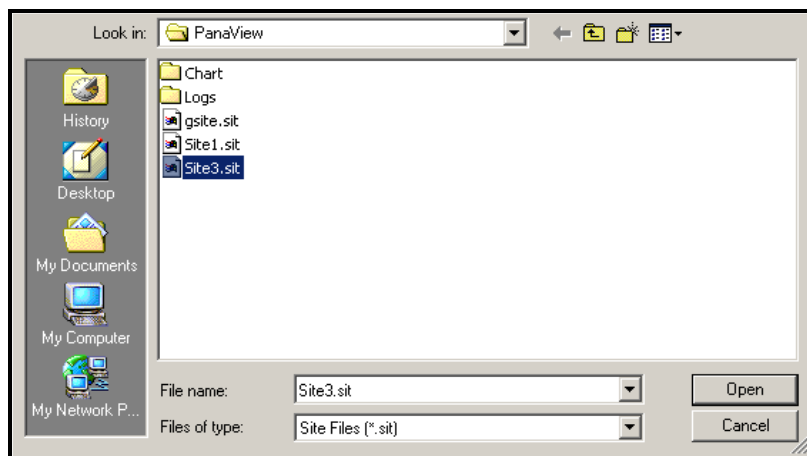 Look in: PanaView
Chart
Logs
gsite.sit
Site1.sit
Site3.sit
History
Desktop
My Documents
My Computer
My Network P...
File name: Site3.sit Open
Files of type: Site Files (*.sit) Cancel